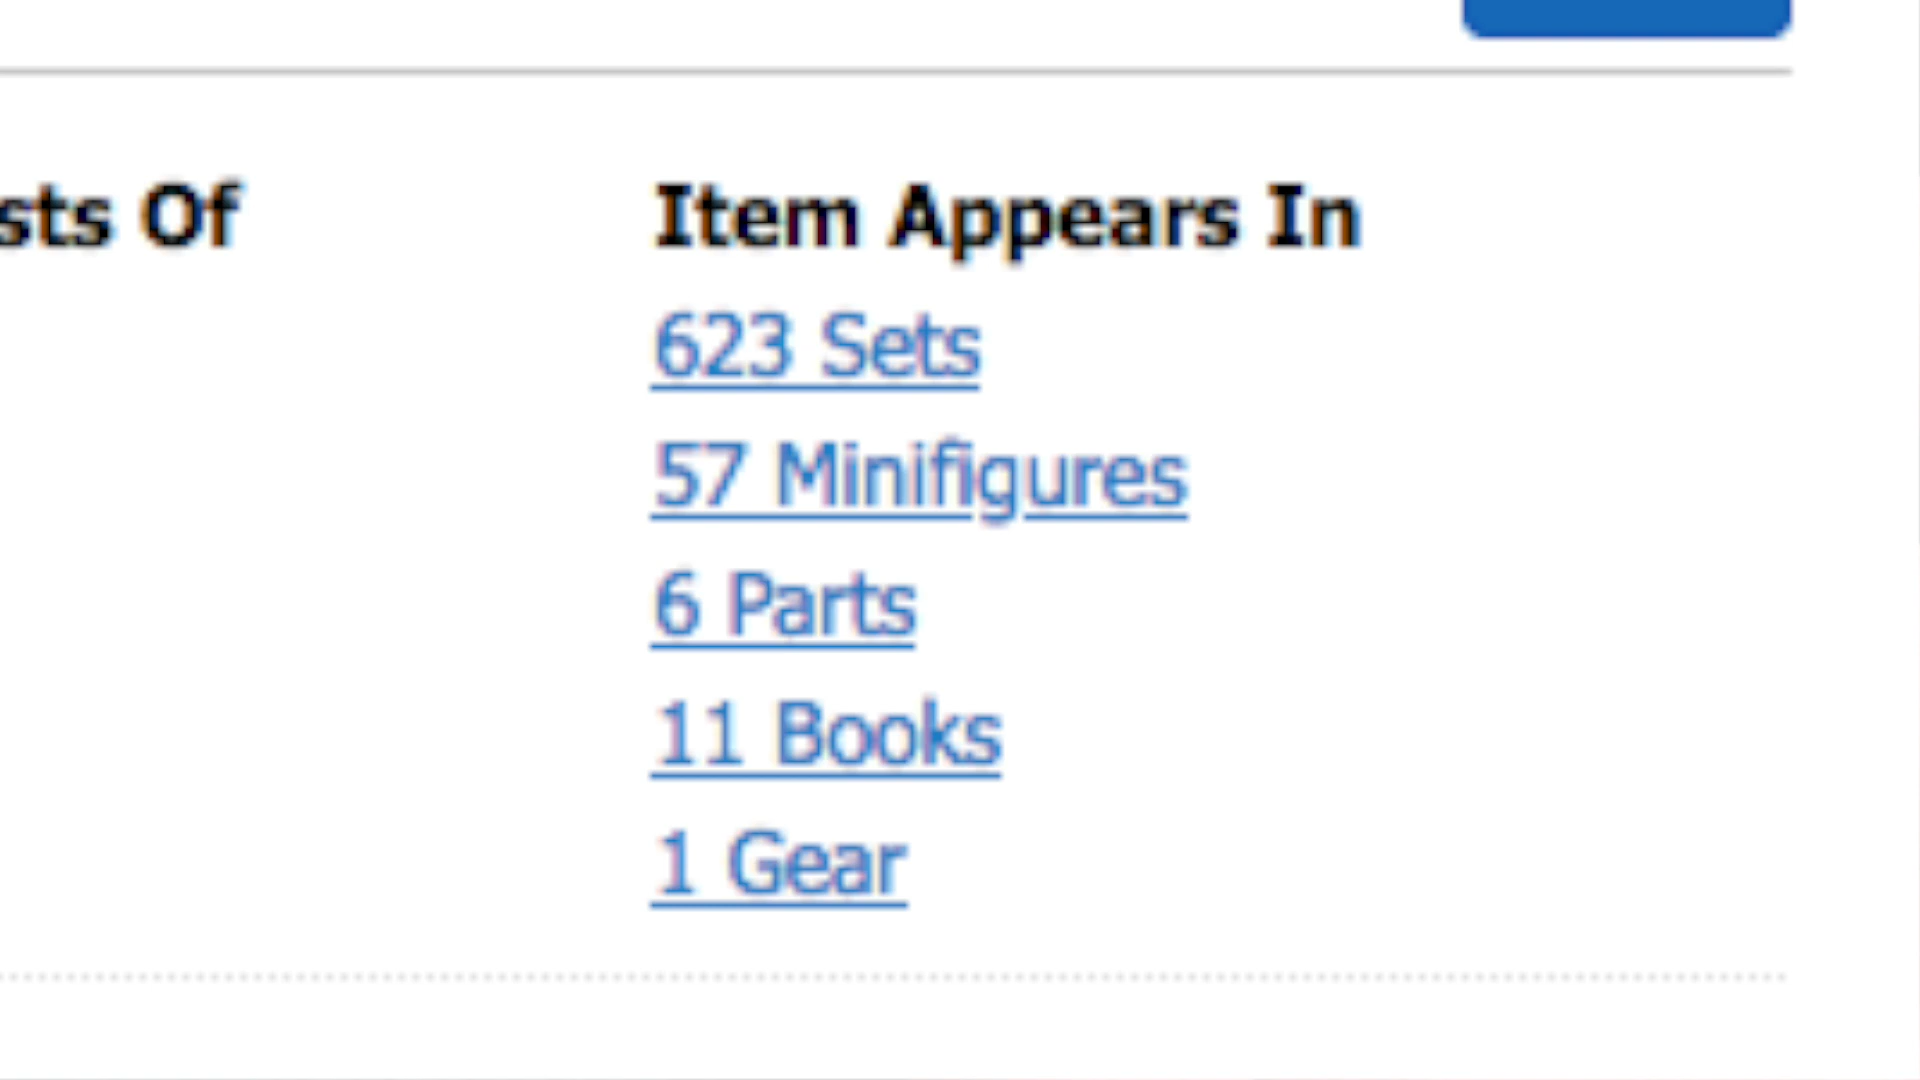 sts Of
Item Appears In
623 Sets
57 Minifigures
6 Parts
11 Books
1 Gear